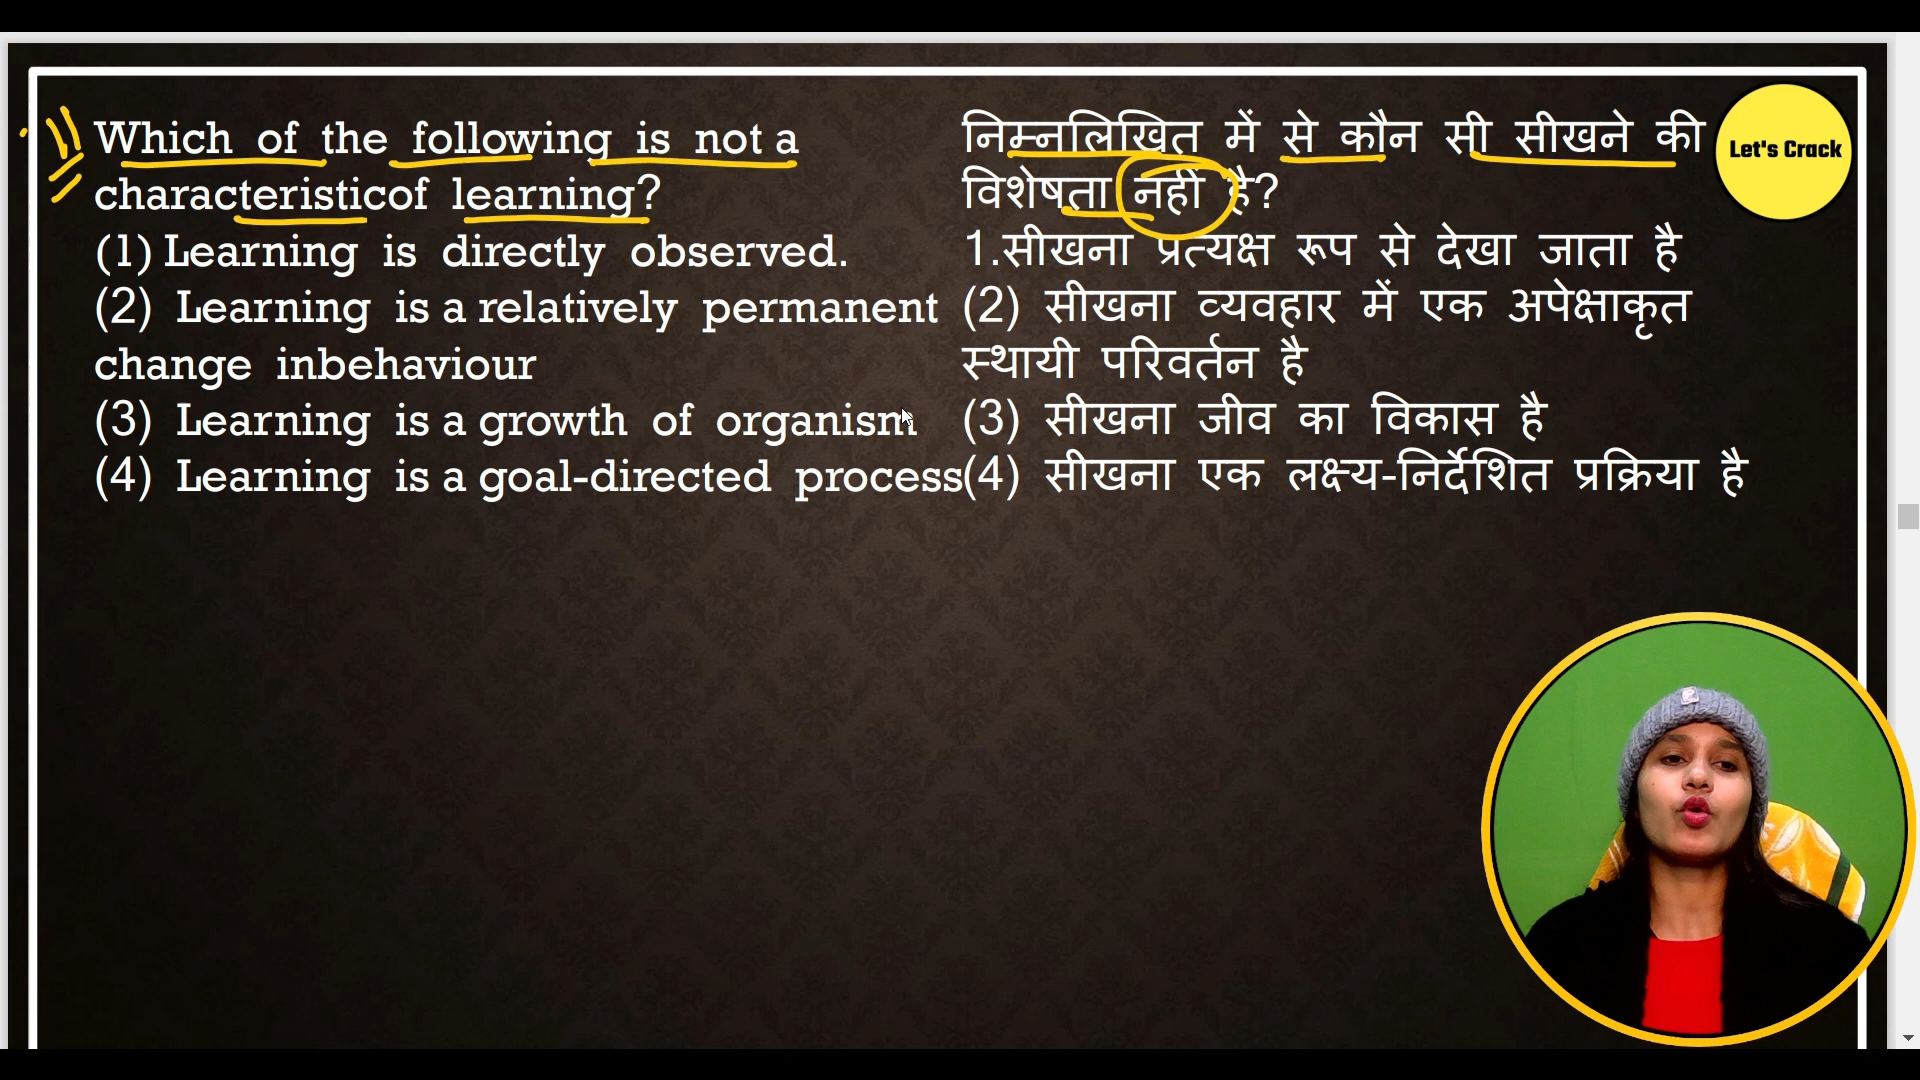 Which of the following is not a
characteristicof learning?
(1) Learning is directly observed.
(2) Learning is a relatively permanent
change inbehaviour
(3) Learning is a growth of organism
(4) Learning is a goal-directed process
निम्नलिखित में से कौन सी सीखने की
विशेषता नहीं है?
1.सीखना प्रत्यक्ष रूप से देखा जाता है
(2) सीखना व्यवहार में एक अपेक्षाकृत
स्थायी परिवर्तन है
(3) सीखना जीव का विकास है
(4) सीखना एक लक्ष्य-निर्देशित प्रक्रिया है
Let's Crack